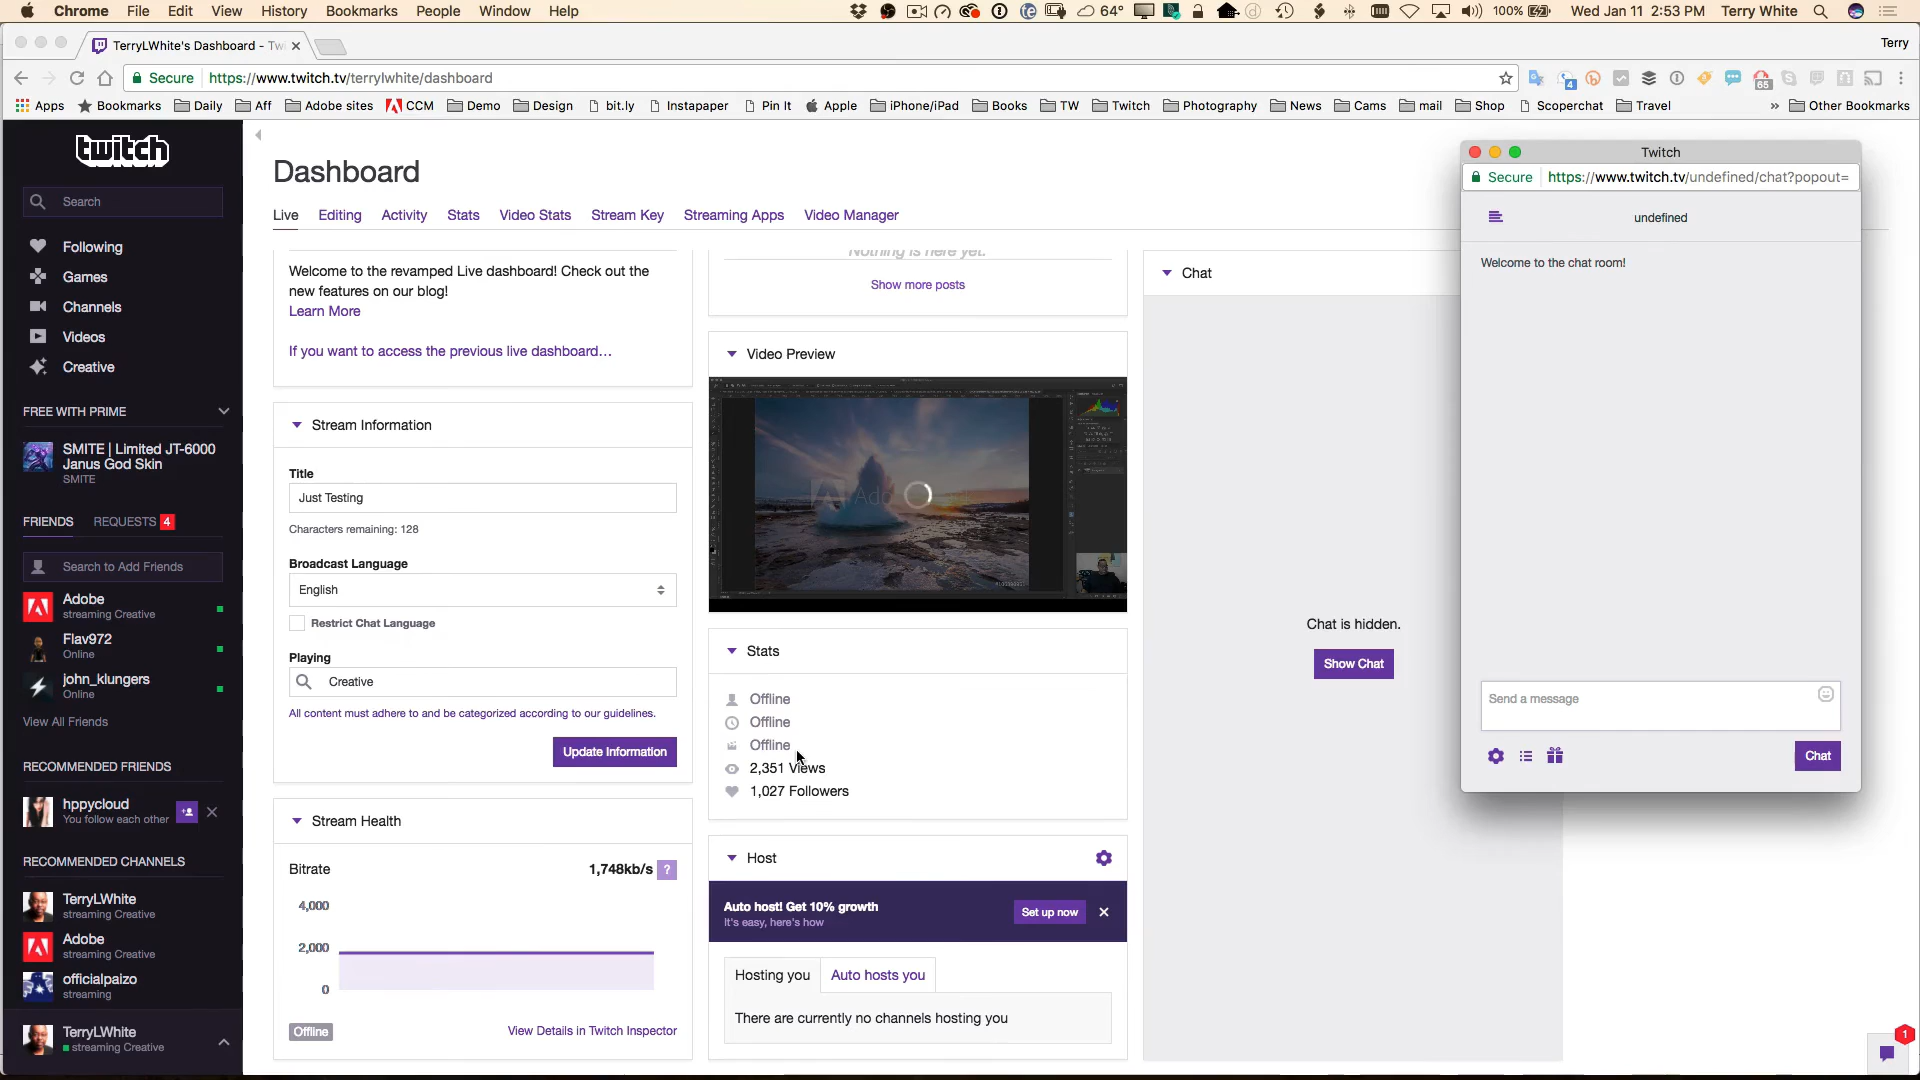 Chrome File Edit View History Bookmarks People Window Help
64° 100% Wed Jan 11 2:53 PM Terry White
TerryLWhite's Dashboard - Tw
Terry
Secure https://www.twitch.tv/terrylwhite/dashboard
4
65
Apps Bookmarks Daily Aff Adobe sites CCM Demo Design bit.ly Instapaper Pin It Apple iPhone/iPad Books TW Twitch Photography News Cams mail Shop Scoperchat Travel » Other Bookmarks
twitch
Search
Following
Games
Channels
Videos
Creative
FREE WITH PRIME
SMITE | Limited JT-6000
Janus God Skin
SMITE
FRIENDS REQUESTS 4
Search to Add Friends
Adobe
streaming Creative
Flav972
Online
john_klungers
Online
View All Friends
RECOMMENDED FRIENDS
hppycloud
You follow each other
RECOMMENDED CHANNELS
TerryLWhite
streaming Creative
Adobe
streaming Creative
officialpaizo
streaming
TerryLWhite
streaming Creative
Dashboard
Live Editing Activity Stats Video Stats Stream Key Streaming Apps Video Manager
Welcome to the revamped Live dashboard! Check out the
new features on our blog!
Learn More
If you want to access the previous live dashboard...
Stream Information
Title
Just Testing
Characters remaining: 128
Broadcast Language
English
Restrict Chat Language
Playing
Creative
All content must adhere to and be categorized according to our guidelines.
Update Information
Stream Health
Bitrate 1,748kb/s ?
4,000
2,000
0
Offline
View Details in Twitch Inspector
Nothing is here yet.
Show more posts
Video Preview
Stats
Offline
Offline
Offline
2,351 Views
1,027 Followers
Host
Auto host! Get 10% growth
It's easy, here's how
Set up now
Hosting you Auto hosts you
There are currently no channels hosting you
Chat
Chat is hidden.
Show Chat
Twitch
Secure https://www.twitch.tv/undefined/chat?popout=
undefined
Welcome to the chat room!
Send a message
Chat
1